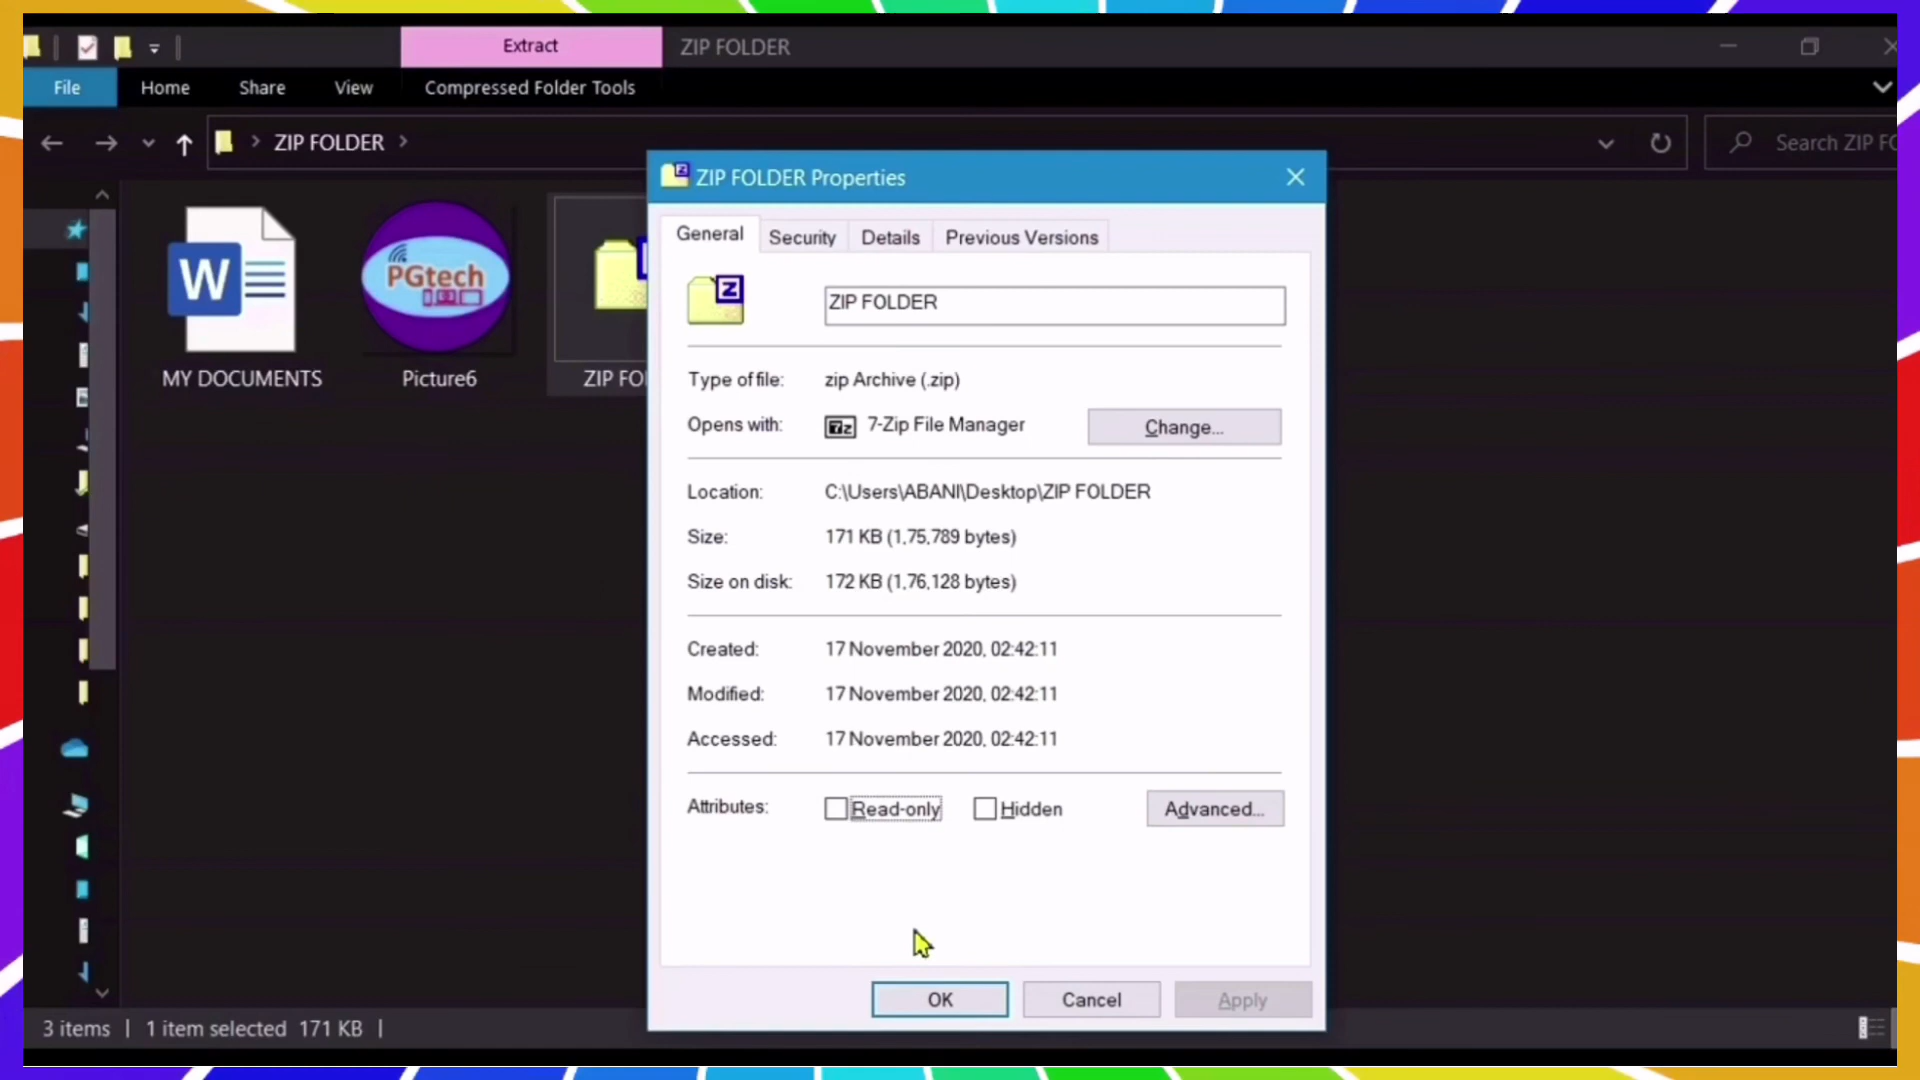 Extract
ZIP FOLDER
File
Home
Share
View
Compressed Folder Tools
ZIP FOLDER
Search ZIP FO
W
MY DOCUMENTS
PGtech
Picture6
ZIP FO
ZIP FOLDER Properties
General
Security
Details
Previous Versions
Z
ZIP FOLDER
Type of file: zip Archive (.zip)
Opens with: 7z 7-Zip File Manager
Change...
Location: C:\Users\ABANI\Desktop\ZIP FOLDER
Size: 171 KB (1,75,789 bytes)
Size on disk: 172 KB (1,76,128 bytes)
Created: 17 November 2020, 02:42:11
Modified: 17 November 2020, 02:42:11
Accessed: 17 November 2020, 02:42:11
Attributes: Read-only Hidden Advanced...
OK
Cancel
Apply
3 items | 1 item selected 171 KB |